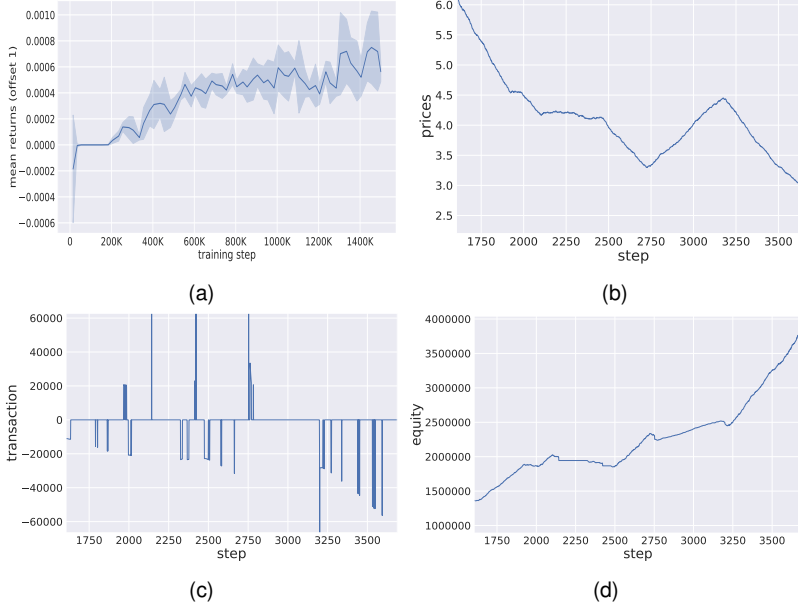 0.0010
0.0008
0.0006
0.0004
0.0002
0.0000
−0.0002
−0.0004
−0.0006
mean returns (offset 1)
0 200K 400K 600K 800K 1000K 1200K 1400K
training step
(a)
6.0
5.5
5.0
4.5
4.0
3.5
3.0
2.5
prices
1750 2000 2250 2500 2750 3000 3250 3500
step
(b)
60000
40000
20000
0
−20000
−40000
−60000
transaction
1750 2000 2250 2500 2750 3000 3250 3500
step
(c)
4000000
3500000
3000000
2500000
2000000
1500000
1000000
equity
1750 2000 2250 2500 2750 3000 3250 3500
step
(d)